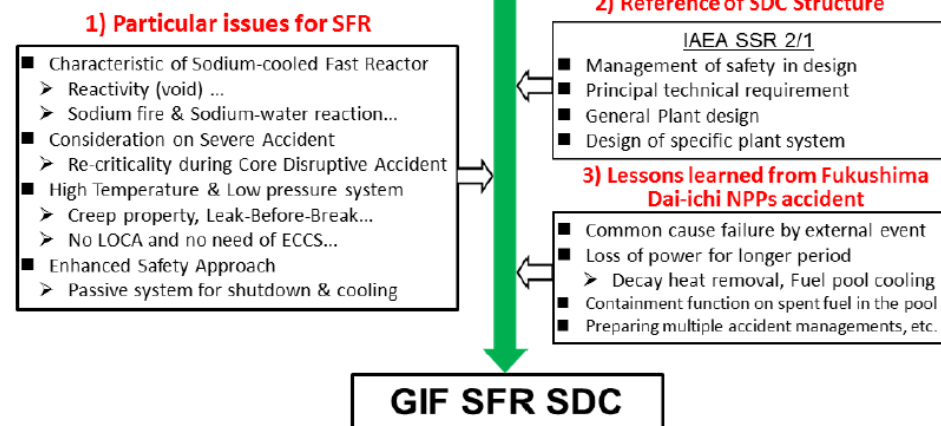 1) Particular issues for SFR
■ Characteristic of Sodium-cooled Fast Reactor
➢ Reactivity (void) ...
➢ Sodium fire & Sodium-water reaction...
■ Consideration on Severe Accident
➢ Re-criticality during Core Disruptive Accident
■ High Temperature & Low pressure system
➢ Creep property, Leak-Before-Break...
➢ No LOCA and no need of ECCS...
■ Enhanced Safety Approach
➢ Passive system for shutdown & cooling
2) Reference of SDC Structure
IAEA SSR 2/1
■ Management of safety in design
■ Principal technical requirement
■ General Plant design
■ Design of specific plant system
3) Lessons learned from Fukushima
Dai-ichi NPPs accident
■ Common cause failure by external event
■ Loss of power for longer period
➢ Decay heat removal, Fuel pool cooling
■ Containment function on spent fuel in the pool
■ Preparing multiple accident managements, etc.
GIF SFR SDC